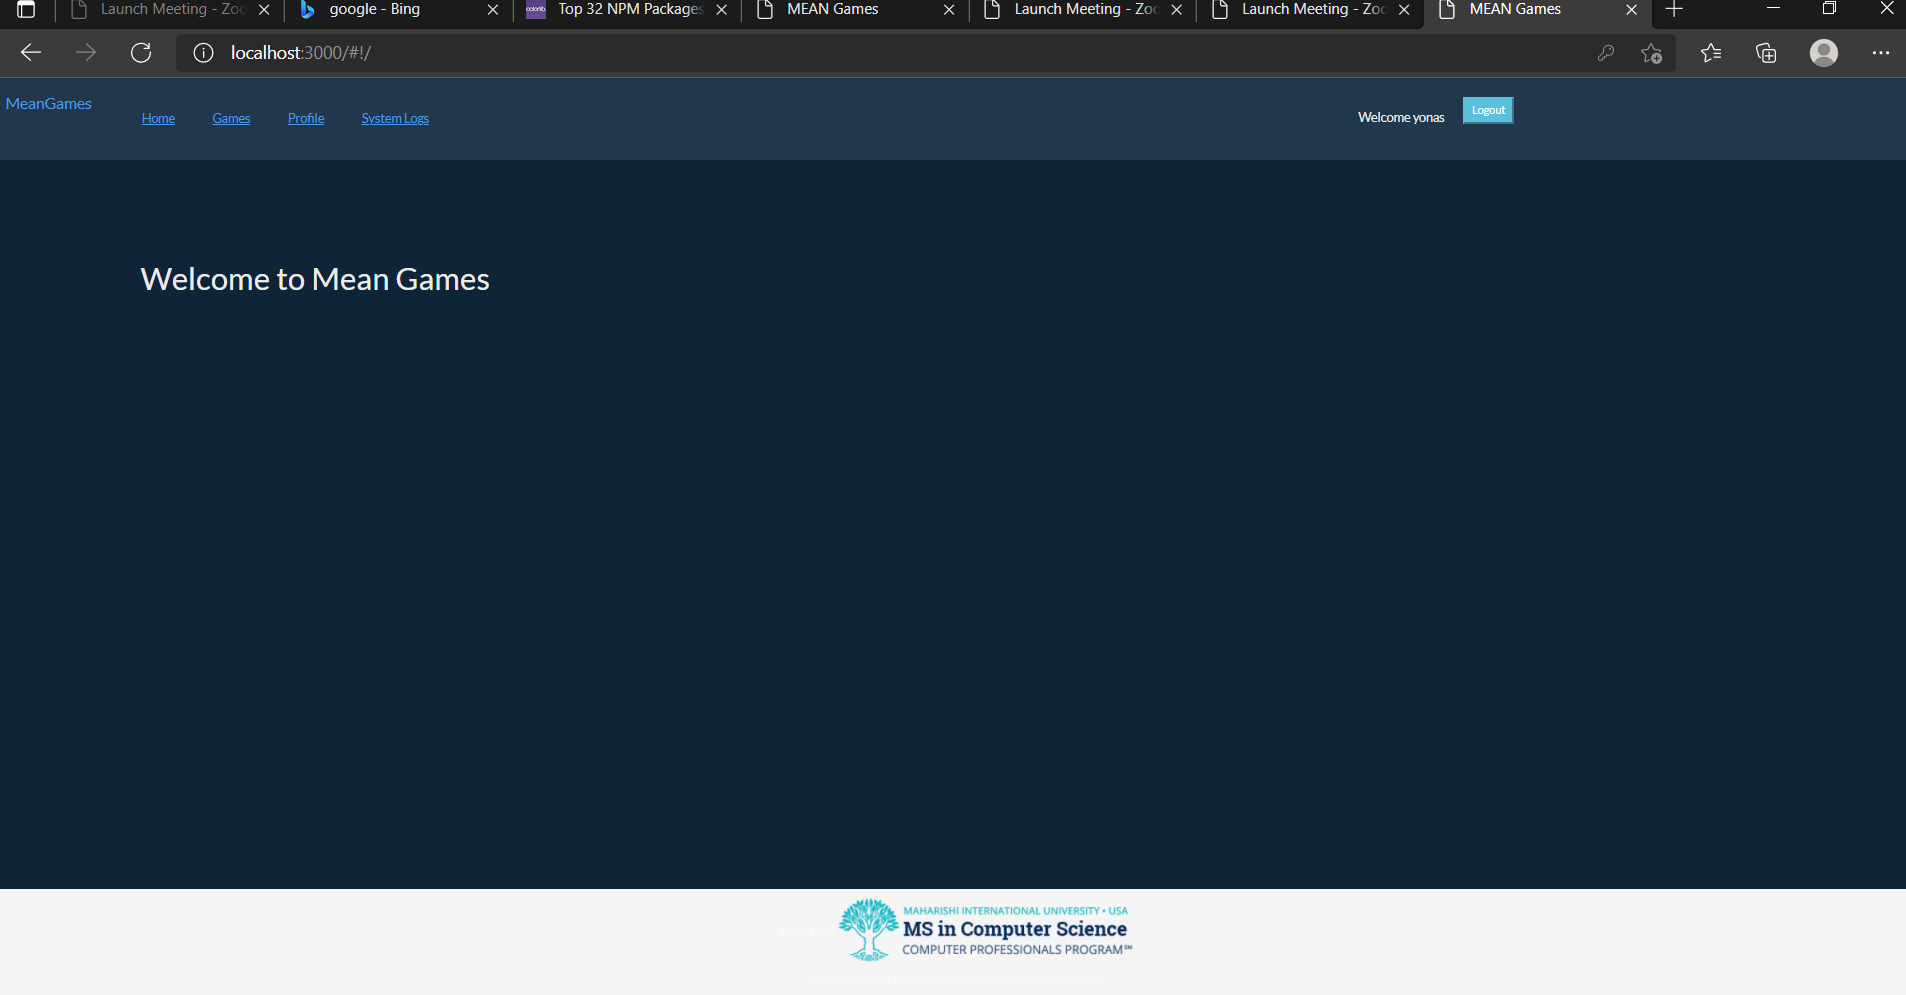 Launch Meeting - Zoo
google - Bing
colorlib
Top 32 NPM Packages
MEAN Games
Launch Meeting - Zoo
Launch Meeting - Zoo
MEAN Games
localhost:3000/#!/
MeanGames
Home Games Profile System Logs
Welcome yonas
Logout
Welcome to Mean Games
MAHARISHI INTERNATIONAL UNIVERSITY • USA
MS in Computer Science
COMPUTER PROFESSIONALS PROGRAM℠